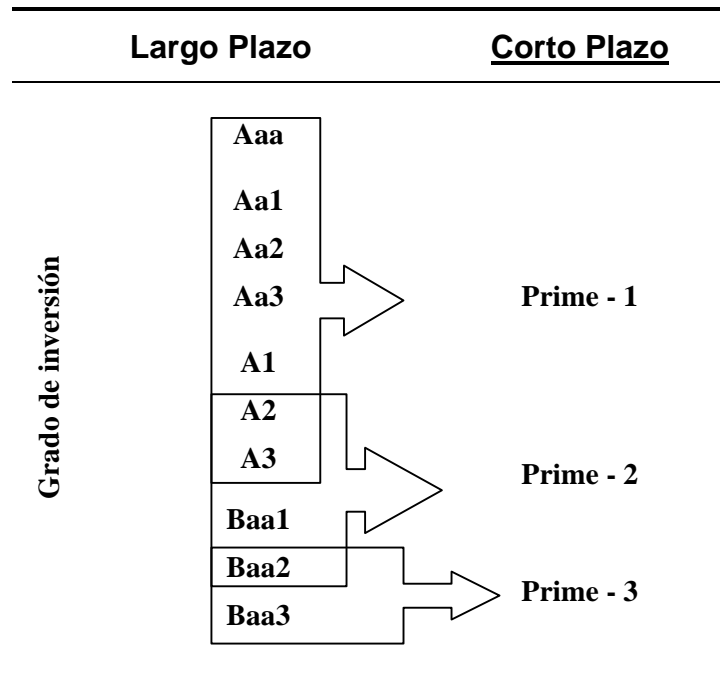 Largo Plazo Corto Plazo
Grado de inversión
Aaa
Aa1
Aa2
Aa3 Prime - 1
A1
A2
A3 Prime - 2
Baa1
Baa2 Prime - 3
Baa3